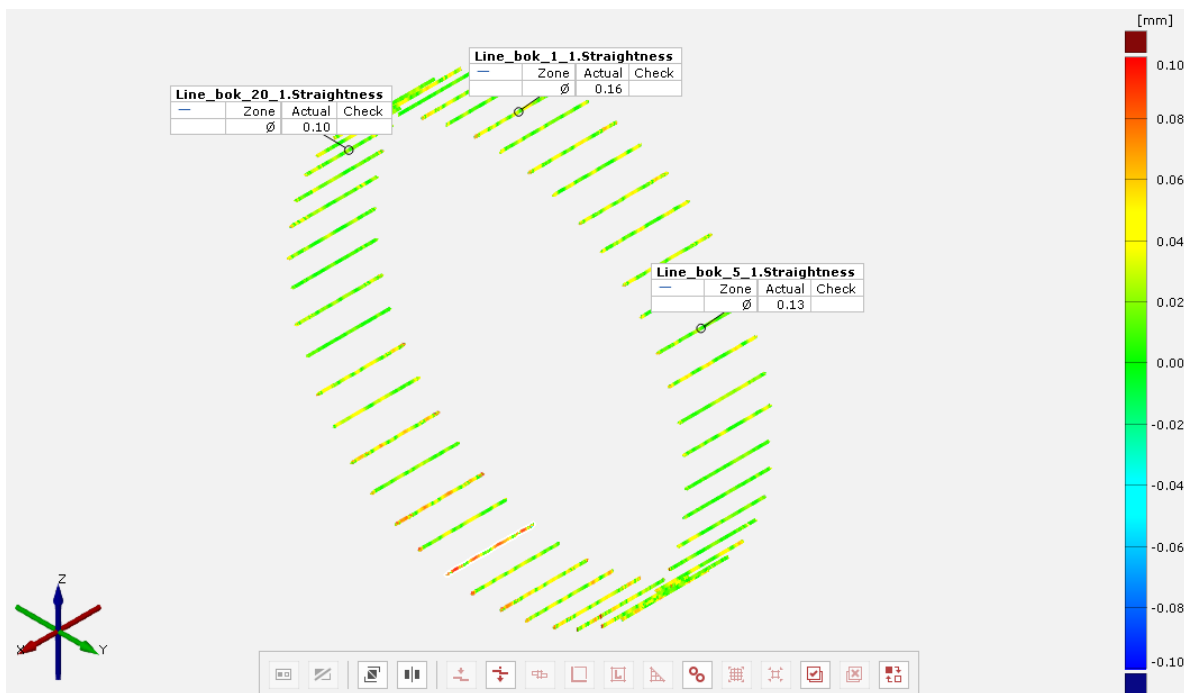 [mm]
Line_bok_1_1.Straightness
Zone Actual Check
Ø 0.16
Line_bok_20_1.Straightness
Zone Actual Check
Ø 0.10
Line_bok_5_1.Straightness
Zone Actual Check
Ø 0.13
0.10
0.08
0.06
0.04
0.02
0.00
-0.02
-0.04
-0.06
-0.08
-0.10
Z
X
Y
L